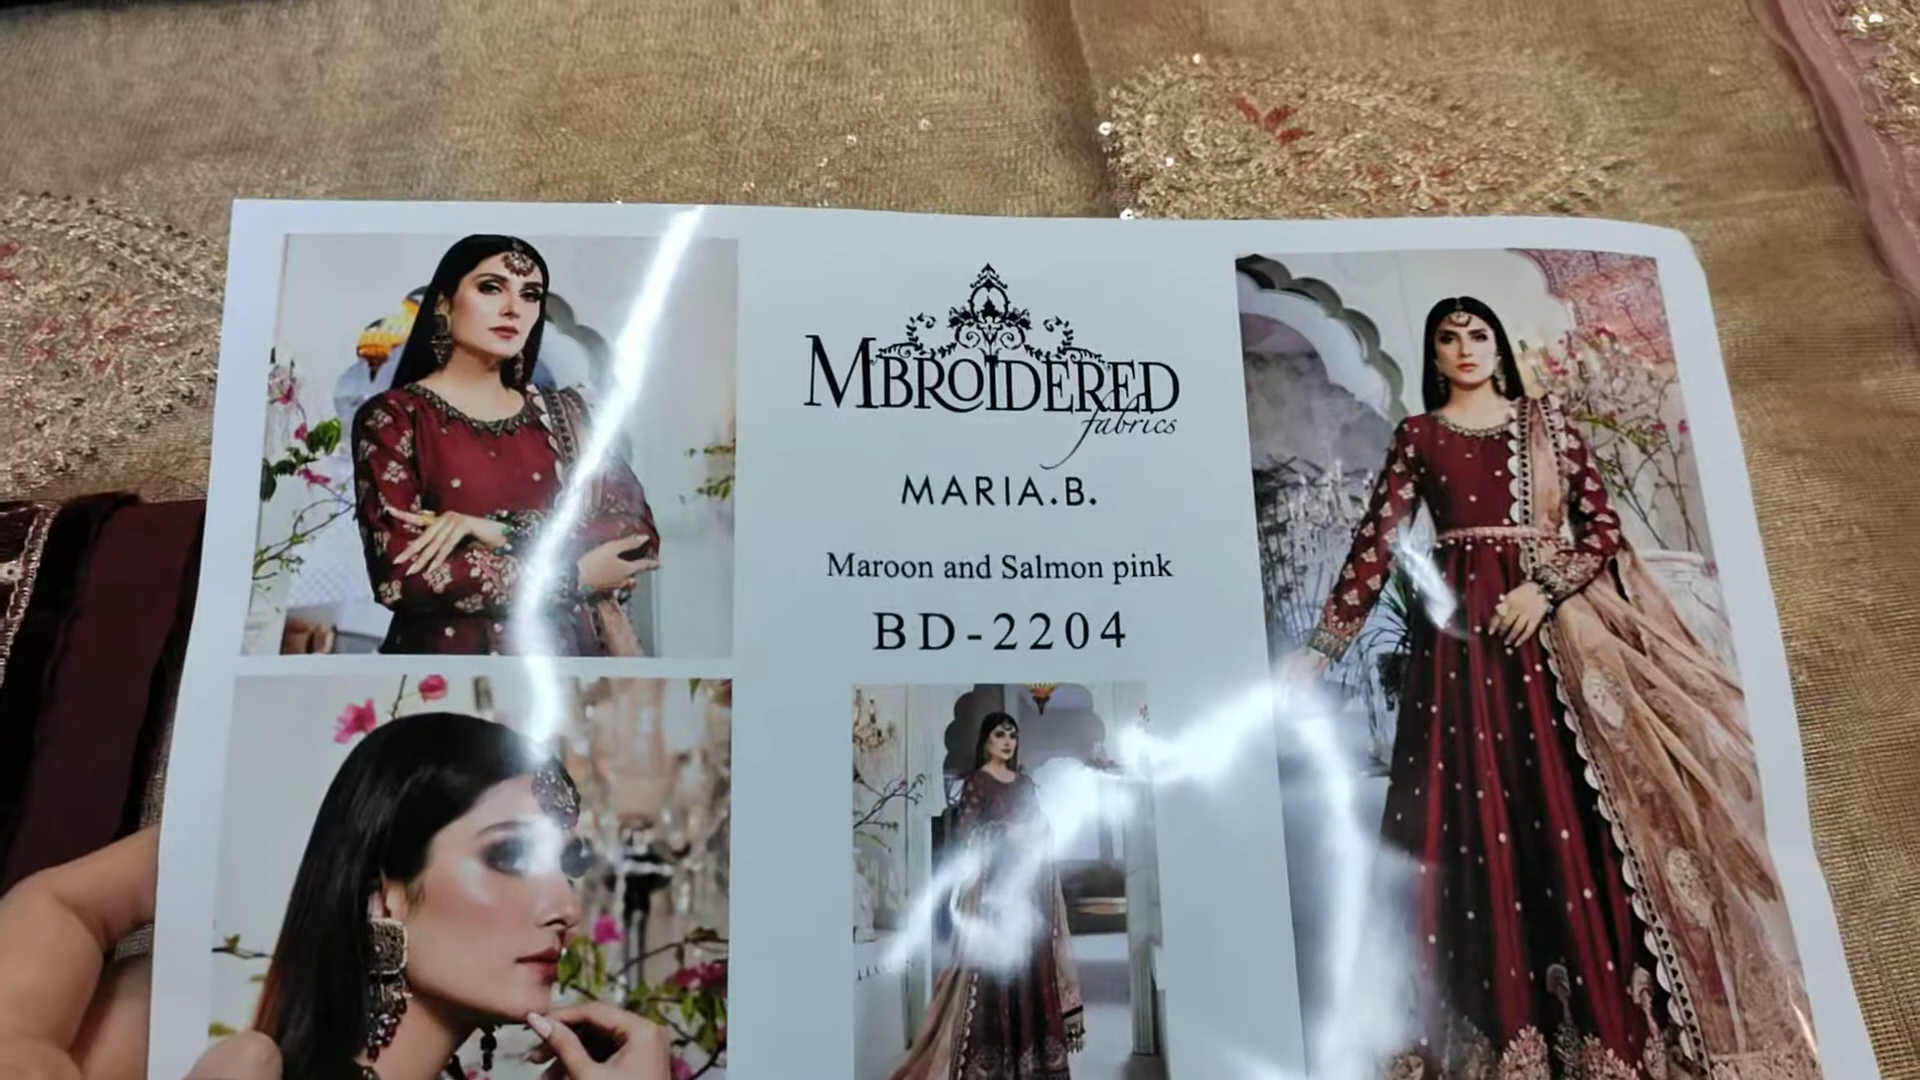 MBROIDERED
fabrics
MARIA.B.
Maroon and Salmon pink
BD-2204